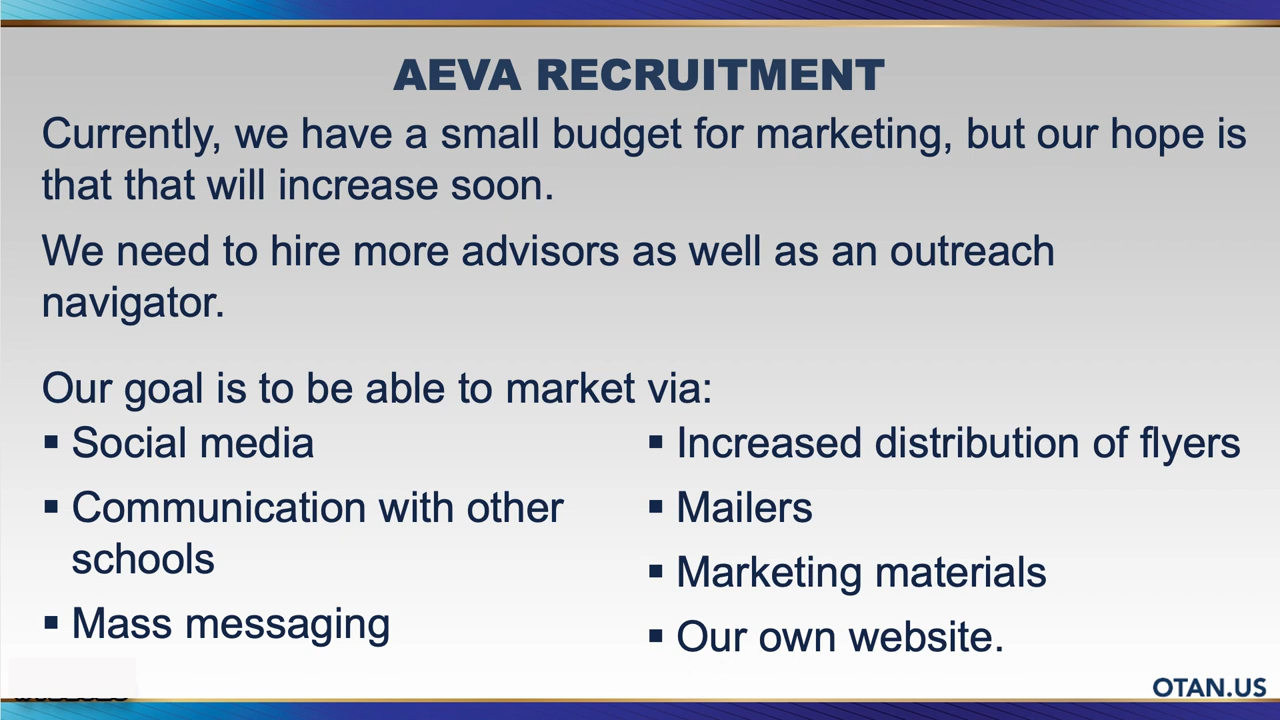 AEVA RECRUITMENT
Currently, we have a small budget for marketing, but our hope is
that that will increase soon.
We need to hire more advisors as well as an outreach
navigator.
Our goal is to be able to market via:
▪ Social media
▪ Communication with other
schools
▪ Mass messaging
▪ Increased distribution of flyers
▪ Mailers
▪ Marketing materials
▪ Our own website.
OTAN.US